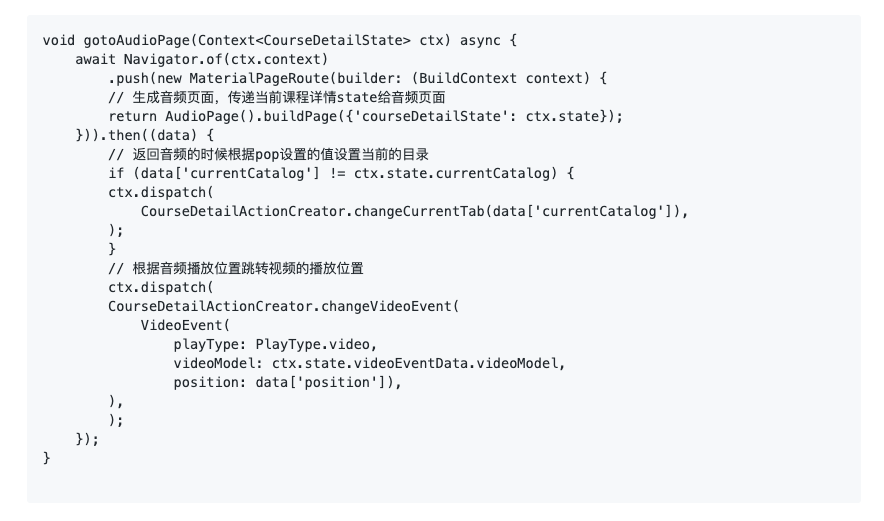 void gotoAudioPage(Context<CourseDetailState> ctx) async {
    await Navigator.of(ctx.context)
        .push(new MaterialPageRoute(builder: (BuildContext context) {
        // 生成音频页面，传递当前课程详情state给音频页面
        return AudioPage().buildPage({'courseDetailState': ctx.state});
    })).then((data) {
        // 返回音频的时候根据pop设置的值设置当前的目录
        if (data['currentCatalog'] != ctx.state.currentCatalog) {
        ctx.dispatch(
            CourseDetailActionCreator.changeCurrentTab(data['currentCatalog']),
        );
        }
        // 根据音频播放位置跳转视频的播放位置
        ctx.dispatch(
        CourseDetailActionCreator.changeVideoEvent(
            VideoEvent(
                playType: PlayType.video,
                videoModel: ctx.state.videoEventData.videoModel,
                position: data['position']),
        ),
        );
    });
}